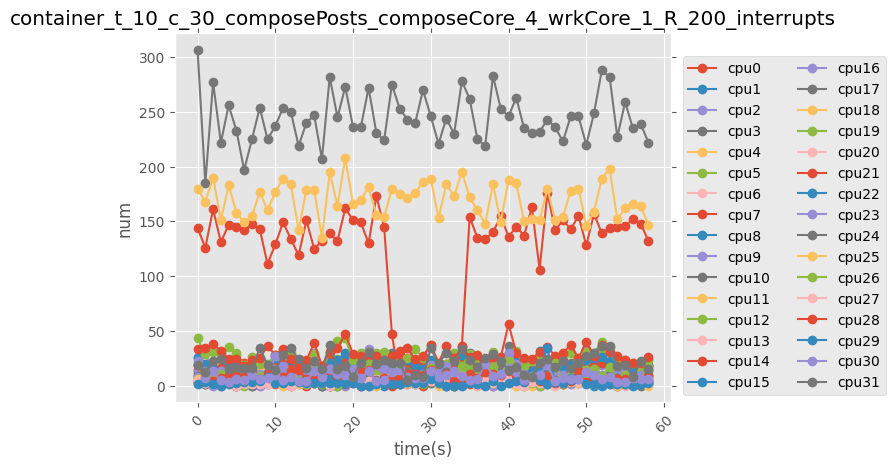 container_t_10_c_30_composePosts_composeCore_4_wrkCore_1_R_200_interrupts
300
250
200
150
100
50
0
num
0
10
20
30
40
50
60
time(s)
cpu0
cpu1
cpu2
cpu3
cpu4
cpu5
cpu6
cpu7
cpu8
cpu9
cpu10
cpu11
cpu12
cpu13
cpu14
cpu15
cpu16
cpu17
cpu18
cpu19
cpu20
cpu21
cpu22
cpu23
cpu24
cpu25
cpu26
cpu27
cpu28
cpu29
cpu30
cpu31